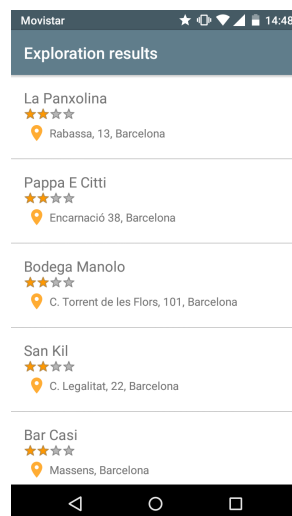 Movistar 14:48
Exploration results
La Panxolina
Rabassa, 13, Barcelona
Pappa E Citti
Encarnació 38, Barcelona
Bodega Manolo
C. Torrent de les Flors, 101, Barcelona
San Kil
C. Legalitat, 22, Barcelona
Bar Casi
Massens, Barcelona